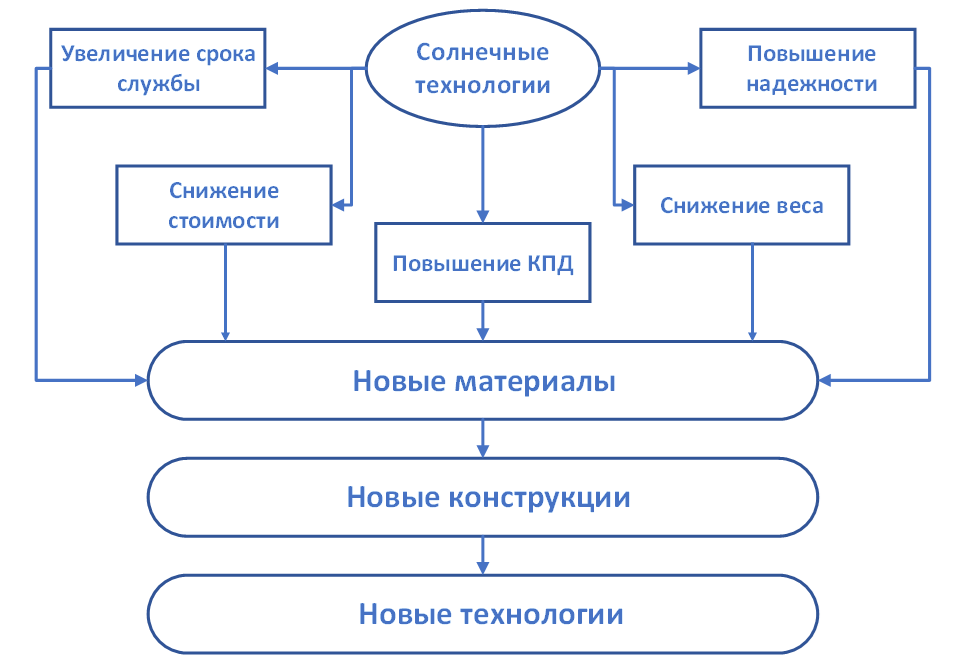 Увеличение срока
службы
Солнечные
технологии
Повышение
надежности
Снижение
стоимости
Повышение КПД
Снижение веса
Новые материалы
Новые конструкции
Новые технологии